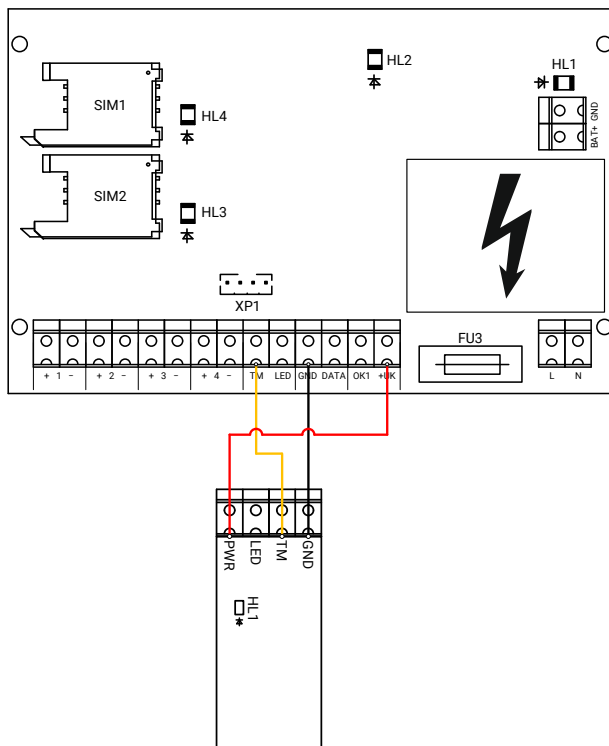 HL2
HL1
SIM1
HL4
GND
BAT+
SIM2
HL3
XP1
FU3
+ 1 − + 2 − + 3 − + 4 − TM LED GND DATA OK1 +UK
L N
PWR LED TM GND
HL1